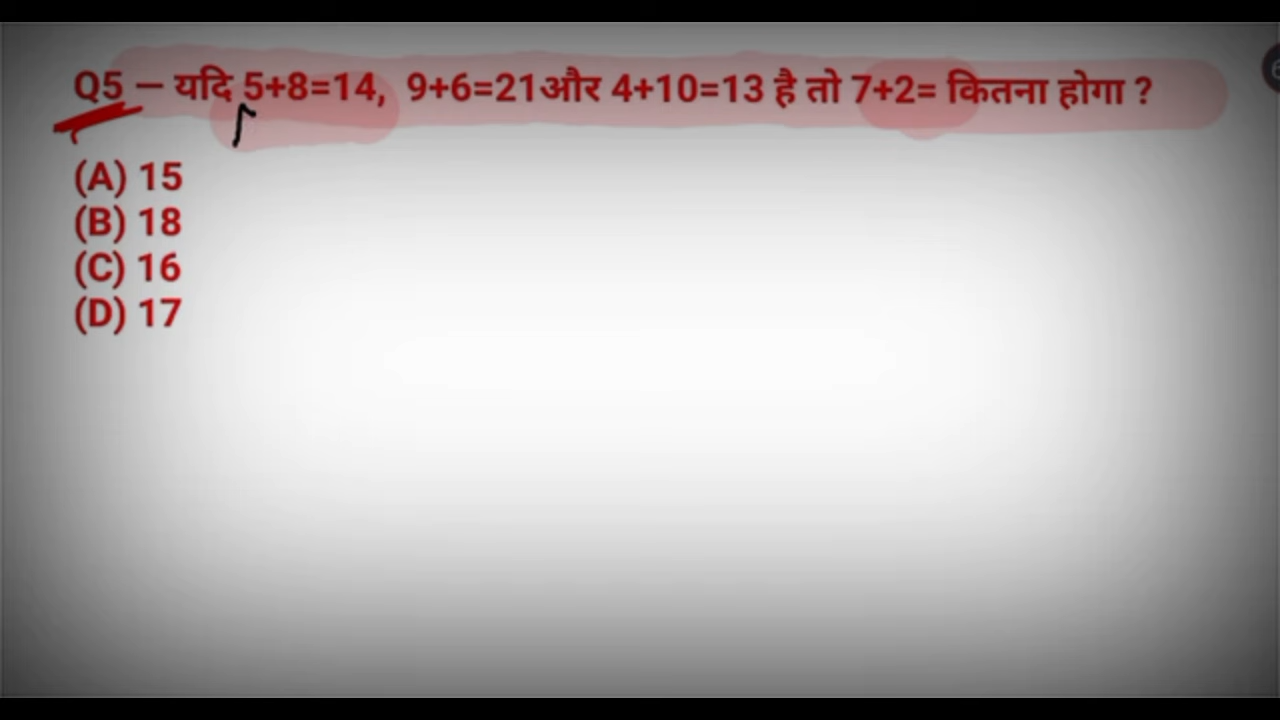 Q5 – यदि 5+8=14, 9+6=21और 4+10=13 है तो 7+2= कितना होगा ?
(A) 15
(B) 18
(C) 16
(D) 17